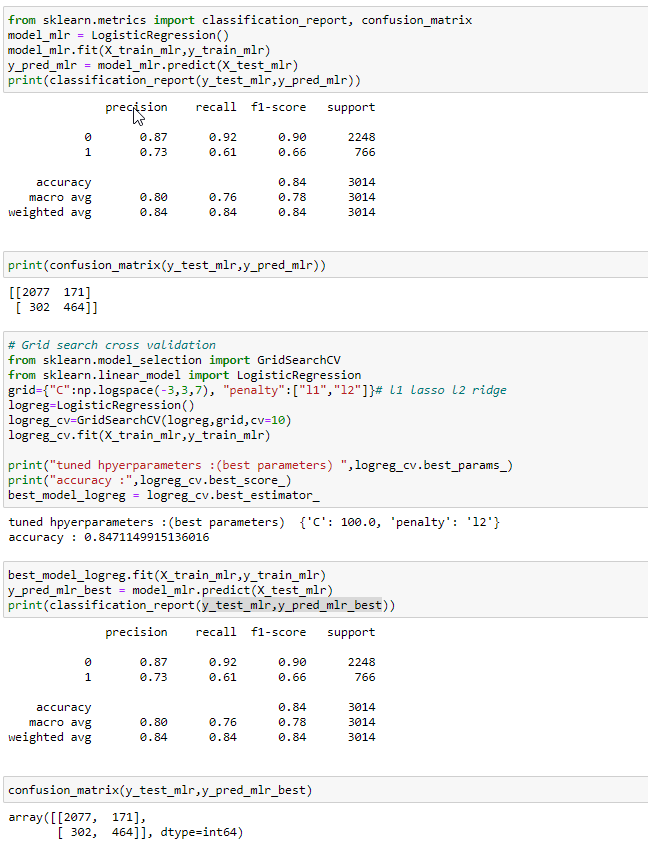 from sklearn.metrics import classification_report, confusion_matrix
model_mlr = LogisticRegression()
model_mlr.fit(X_train_mlr,y_train_mlr)
y_pred_mlr = model_mlr.predict(X_test_mlr)
print(classification_report(y_test_mlr,y_pred_mlr))
precision recall f1-score support
0 0.87 0.92 0.90 2248
1 0.73 0.61 0.66 766
accuracy 0.84 3014
macro avg 0.80 0.76 0.78 3014
weighted avg 0.84 0.84 0.84 3014
print(confusion_matrix(y_test_mlr,y_pred_mlr))
[[2077 171]
[ 302 464]]
# Grid search cross validation
from sklearn.model_selection import GridSearchCV
from sklearn.linear_model import LogisticRegression
grid={"C":np.logspace(-3,3,7), "penalty":["l1","l2"]}# l1 lasso l2 ridge
logreg=LogisticRegression()
logreg_cv=GridSearchCV(logreg,grid,cv=10)
logreg_cv.fit(X_train_mlr,y_train_mlr)
print("tuned hpyerparameters :(best parameters) ",logreg_cv.best_params_)
print("accuracy :",logreg_cv.best_score_)
best_model_logreg = logreg_cv.best_estimator_
tuned hpyerparameters :(best parameters) {'C': 100.0, 'penalty': 'l2'}
accuracy : 0.8471149915136016
best_model_logreg.fit(X_train_mlr,y_train_mlr)
y_pred_mlr_best = model_mlr.predict(X_test_mlr)
print(classification_report(y_test_mlr,y_pred_mlr_best))
precision recall f1-score support
0 0.87 0.92 0.90 2248
1 0.73 0.61 0.66 766
accuracy 0.84 3014
macro avg 0.80 0.76 0.78 3014
weighted avg 0.84 0.84 0.84 3014
confusion_matrix(y_test_mlr,y_pred_mlr_best)
array([[2077, 171],
[ 302, 464]], dtype=int64)